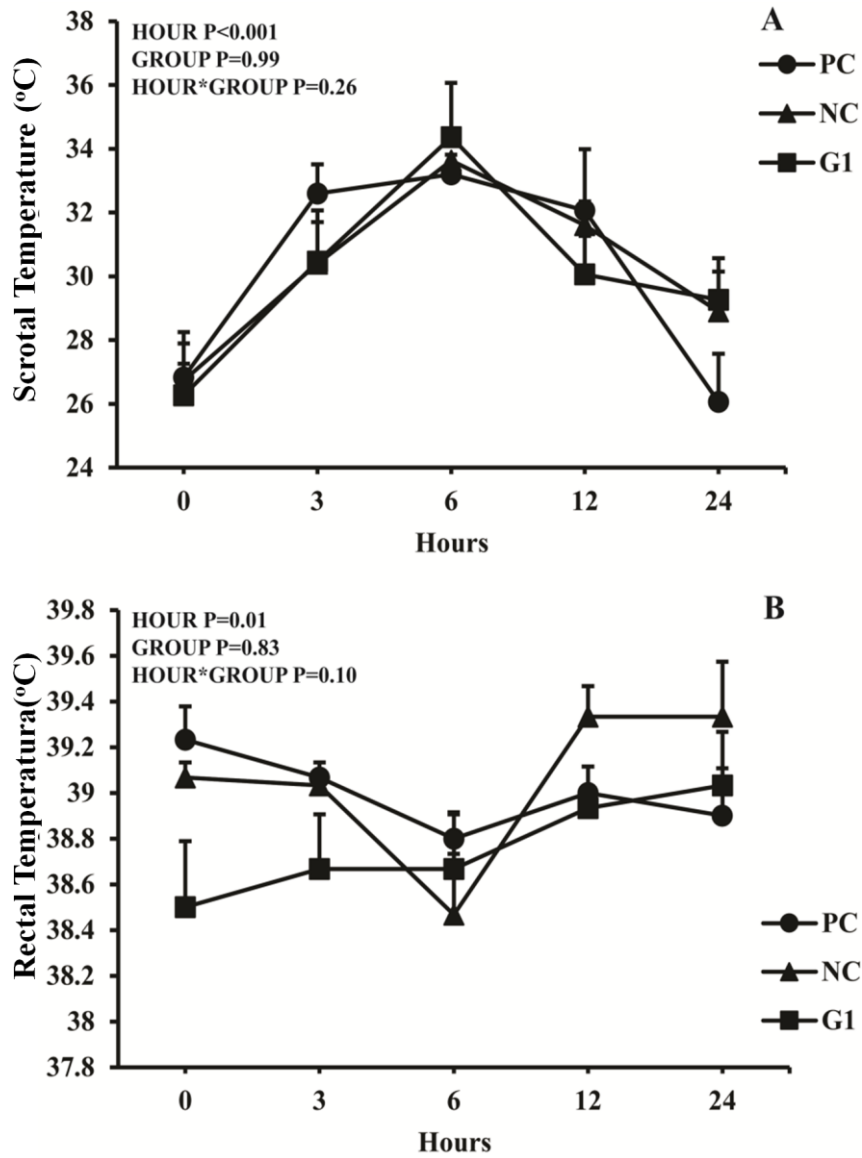 A
HOUR P<0.001
GROUP P=0.99
HOUR*GROUP P=0.26
PC
NC
G1
Scrotal Temperature (°C)
38
36
34
32
30
28
26
24
0 3 6 12 24
Hours
B
HOUR P=0.01
GROUP P=0.83
HOUR*GROUP P=0.10
Rectal Temperatura(°C)
39.8
39.6
39.4
39.2
39
38.8
38.6
38.4
38.2
38
37.8
PC
NC
G1
0 3 6 12 24
Hours